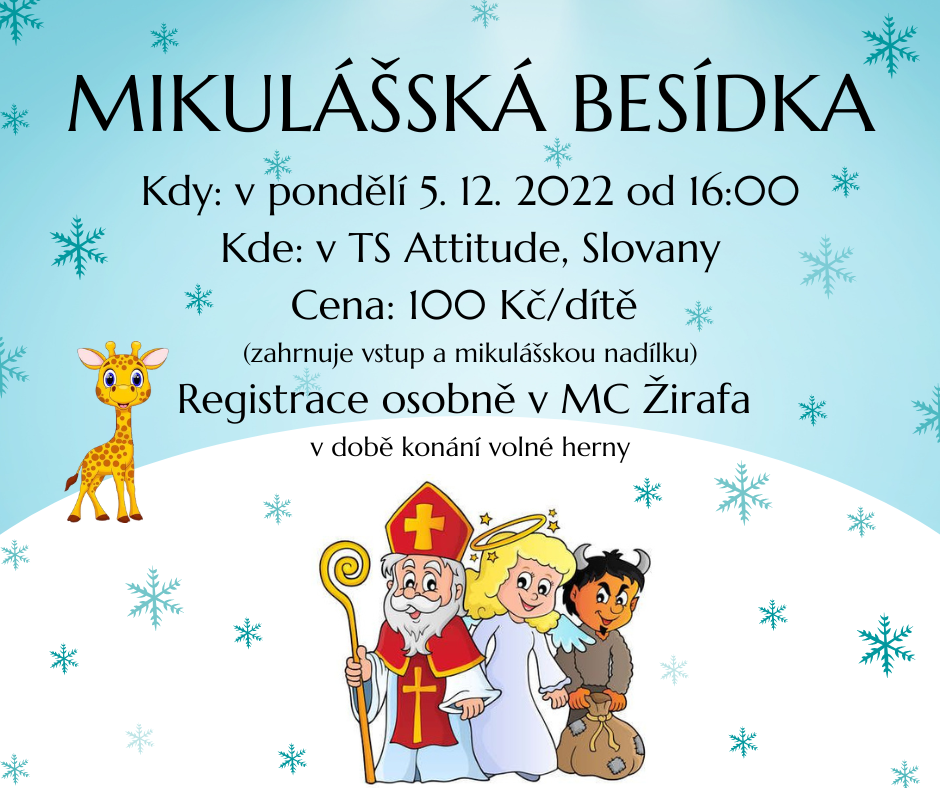 MIKULÁŠSKÁ BESÍDKA
Kdy: v pondělí 5. 12. 2022 od 16:00
Kde: v TS Attitude, Slovany
Cena: 100 Kč/dítě
(zahrnuje vstup a mikulášskou nadílku)
Registrace osobně v MC Žirafa
v době konání volné herny